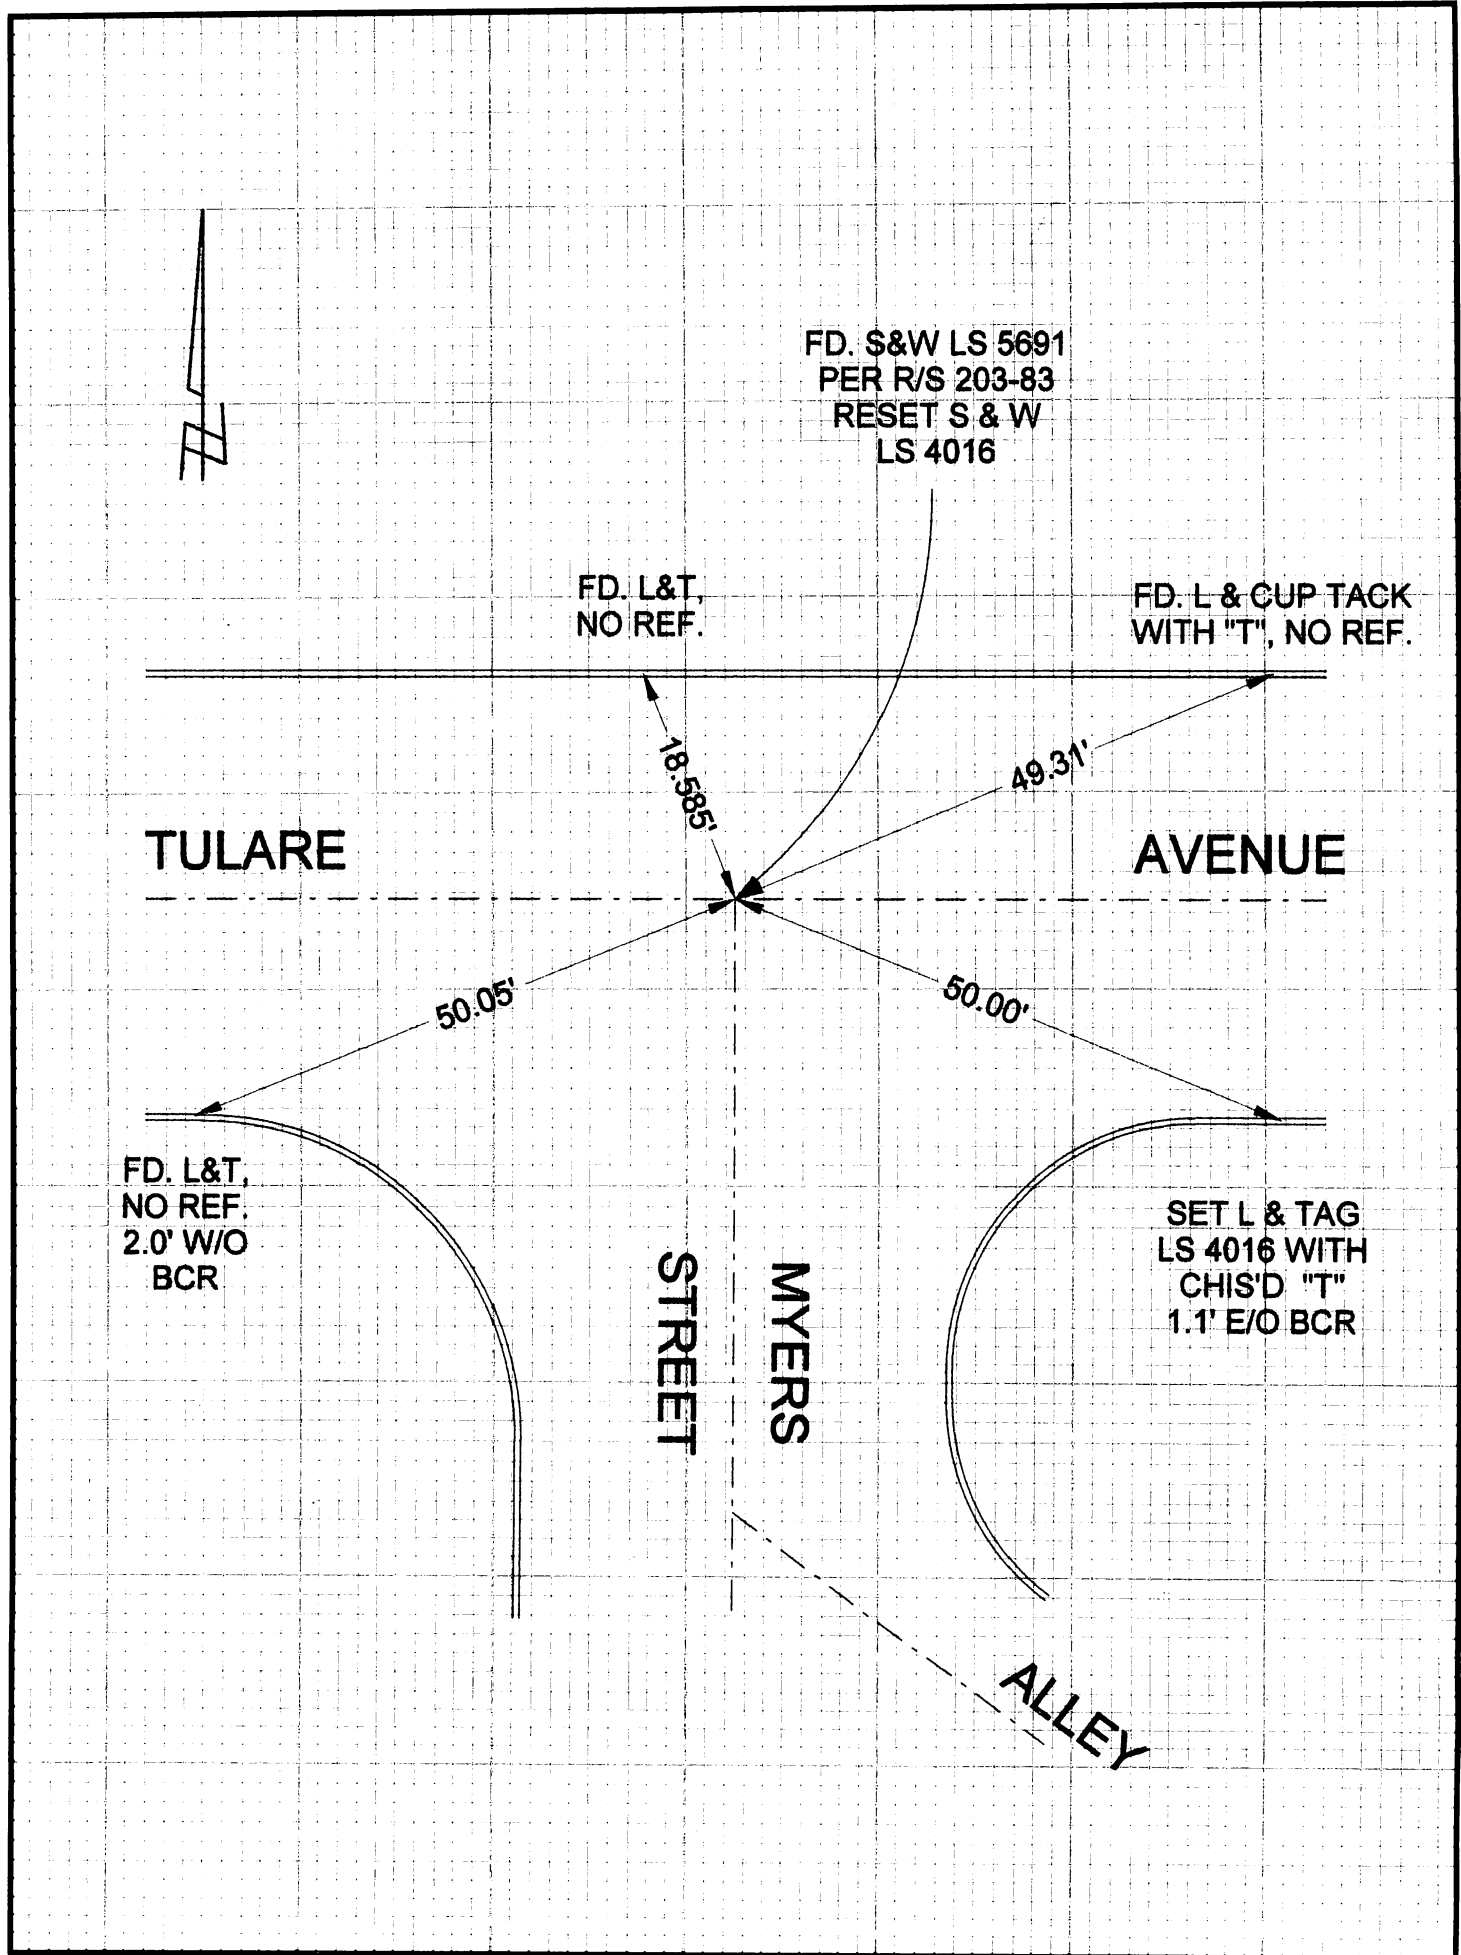 FD. S&W LS 5691
PER R/S 203-83
RESET S & W
LS 4016
FD. L&T,
NO REF.
FD. L & CUP TACK
WITH "T", NO REF.
18.585'
49.31'
TULARE
AVENUE
50.05'
50.00'
FD. L&T,
NO REF.
2.0' W/O
BCR
SET L & TAG
LS 4016 WITH
CHIS'D "T"
1.1' E/O BCR
MYERS
STREET
ALLEY